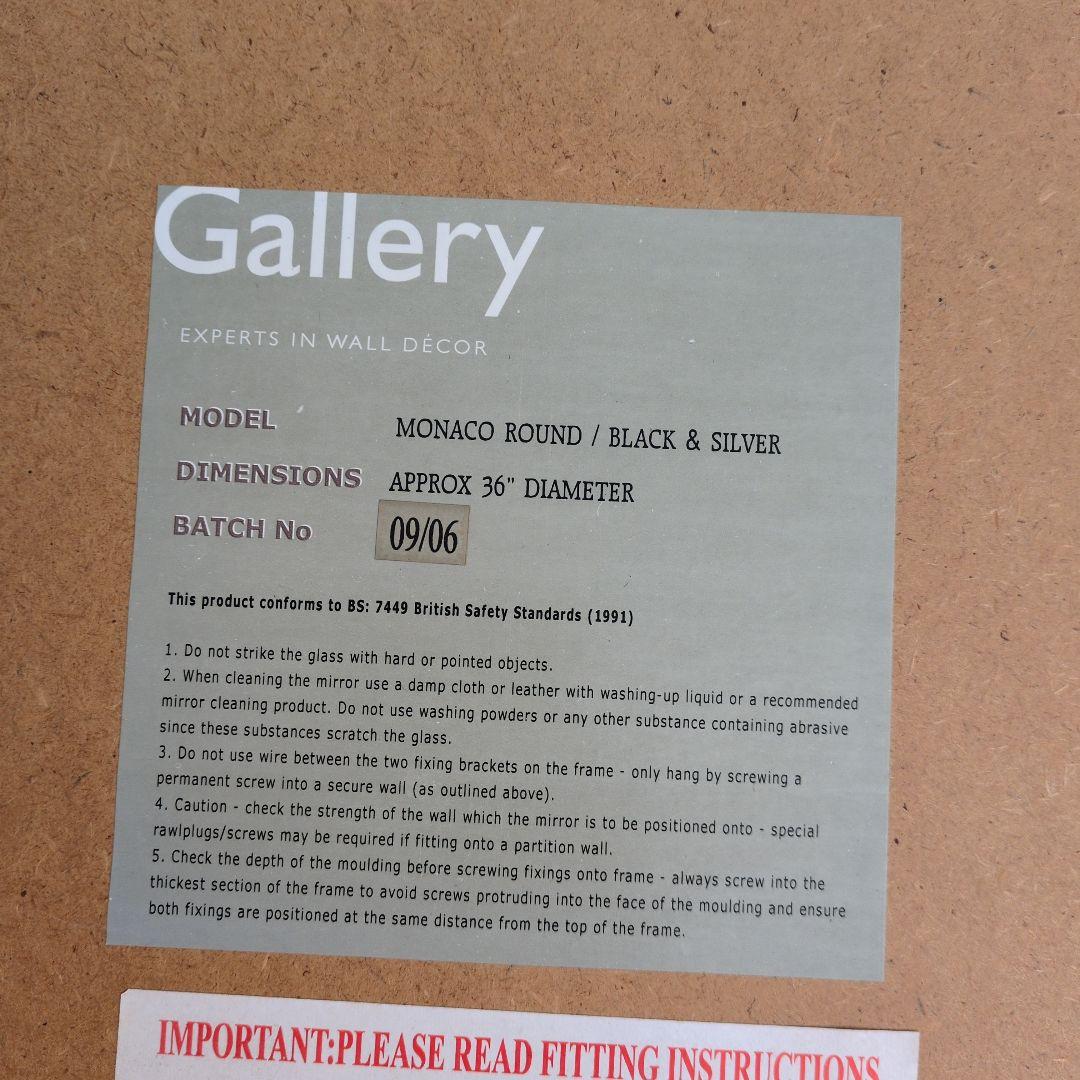 Gallery
EXPERTS IN WALL DÉCOR
MODEL MONACO ROUND / BLACK & SILVER
DIMENSIONS APPROX 36" DIAMETER
BATCH No 09/06
This product conforms to BS: 7449 British Safety Standards (1991)
1. Do not strike the glass with hard or pointed objects.
2. When cleaning the mirror use a damp cloth or leather with washing-up liquid or a recommended
mirror cleaning product. Do not use washing powders or any other substance containing abrasive
since these substances scratch the glass.
3. Do not use wire between the two fixing brackets on the frame - only hang by screwing a
permanent screw into a secure wall (as outlined above).
4. Caution - check the strength of the wall which the mirror is to be positioned onto - special
rawlplugs/screws may be required if fitting onto a partition wall.
5. Check the depth of the moulding before screwing fixings onto frame - always screw into the
thickest section of the frame to avoid screws protruding into the face of the moulding and ensure
both fixings are positioned at the same distance from the top of the frame.
IMPORTANT:PLEASE READ FITTING INSTRUCTIONS